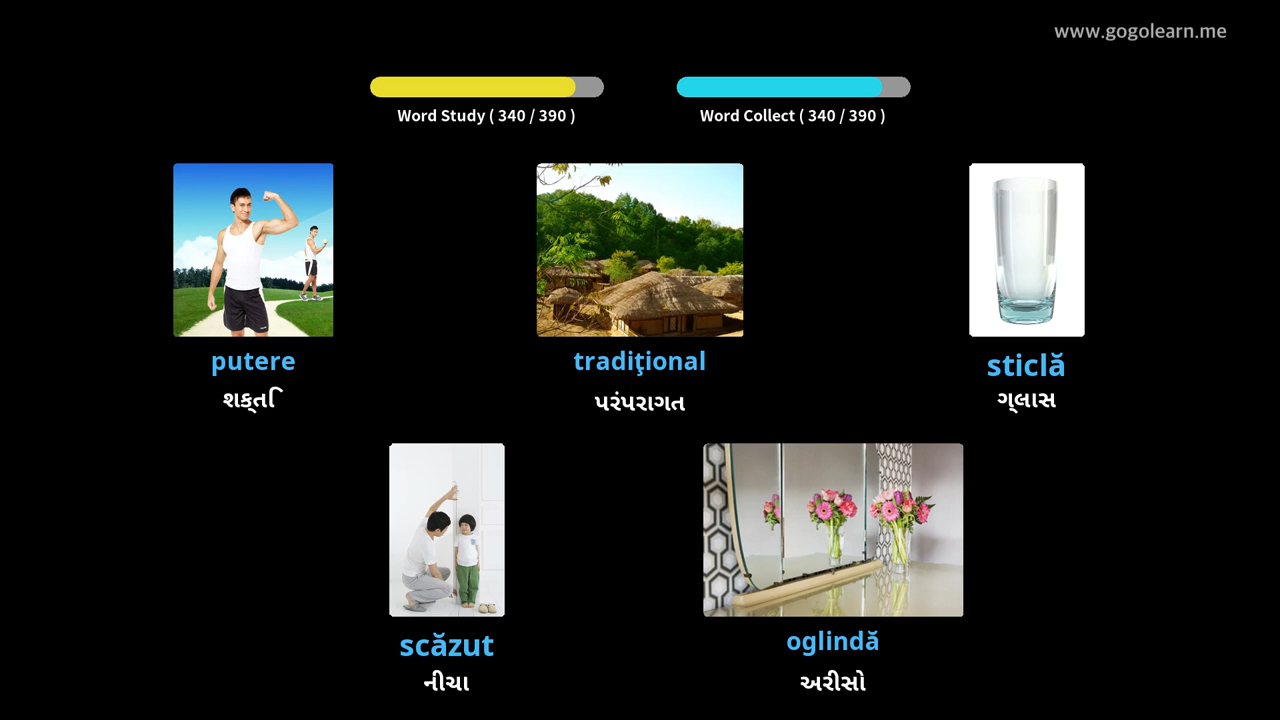 www.gogolearn.me
Word Study ( 340 / 390 )
Word Collect ( 340 / 390 )
putere
શક્તિ
tradiţional
પરંપરાગત
sticlă
ગ્લાસ
scăzut
નીચા
oglindă
અરીસો